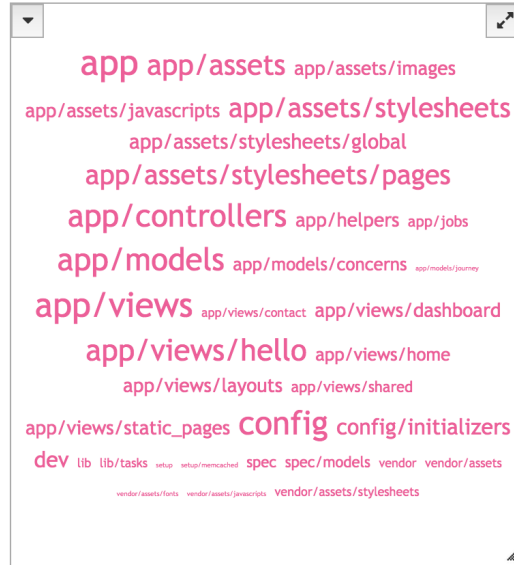 app app/assets app/assets/images
app/assets/javascripts app/assets/stylesheets
app/assets/stylesheets/global
app/assets/stylesheets/pages
app/controllers app/helpers app/jobs
app/models app/models/concerns app/models/journey
app/views app/views/contact app/views/dashboard
app/views/hello app/views/home
app/views/layouts app/views/shared
app/views/static_pages config config/initializers
dev lib lib/tasks setup setup/memcached spec spec/models vendor vendor/assets
vendor/assets/fonts vendor/assets/javascripts vendor/assets/stylesheets